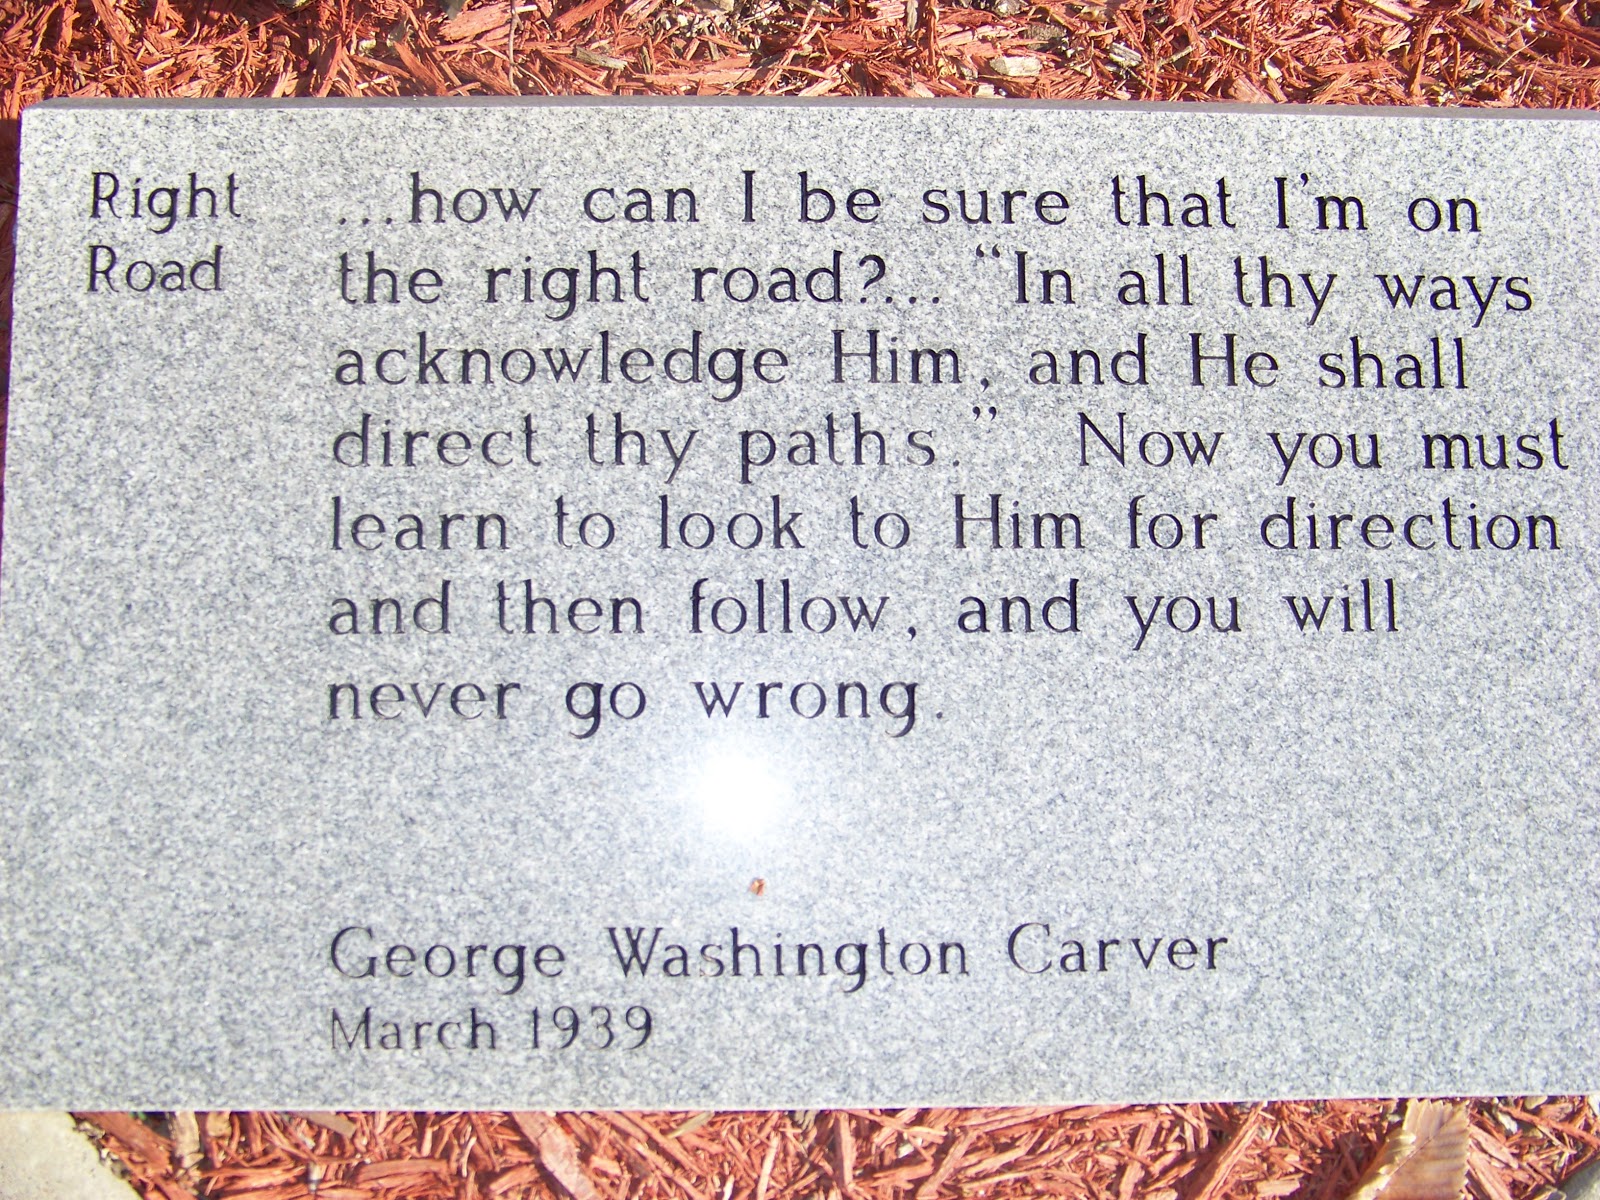 Right
Road
...how can I be sure that I'm on
the right road?... “In all thy ways
acknowledge Him, and He shall
direct thy paths.” Now you must
learn to look to Him for direction
and then follow, and you will
never go wrong.
George Washington Carver
March 1939